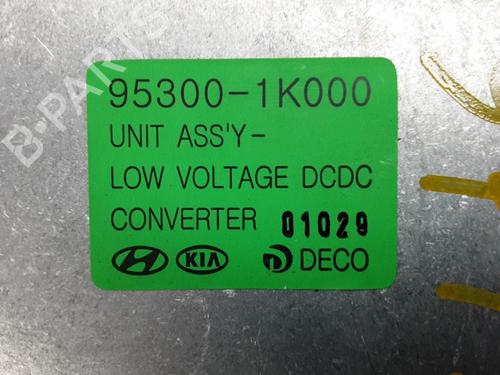 B-PARTS
95300-1K000
UNIT ASS'Y-
LOW VOLTAGE DCDC
CONVERTER 01029
KIA DECO